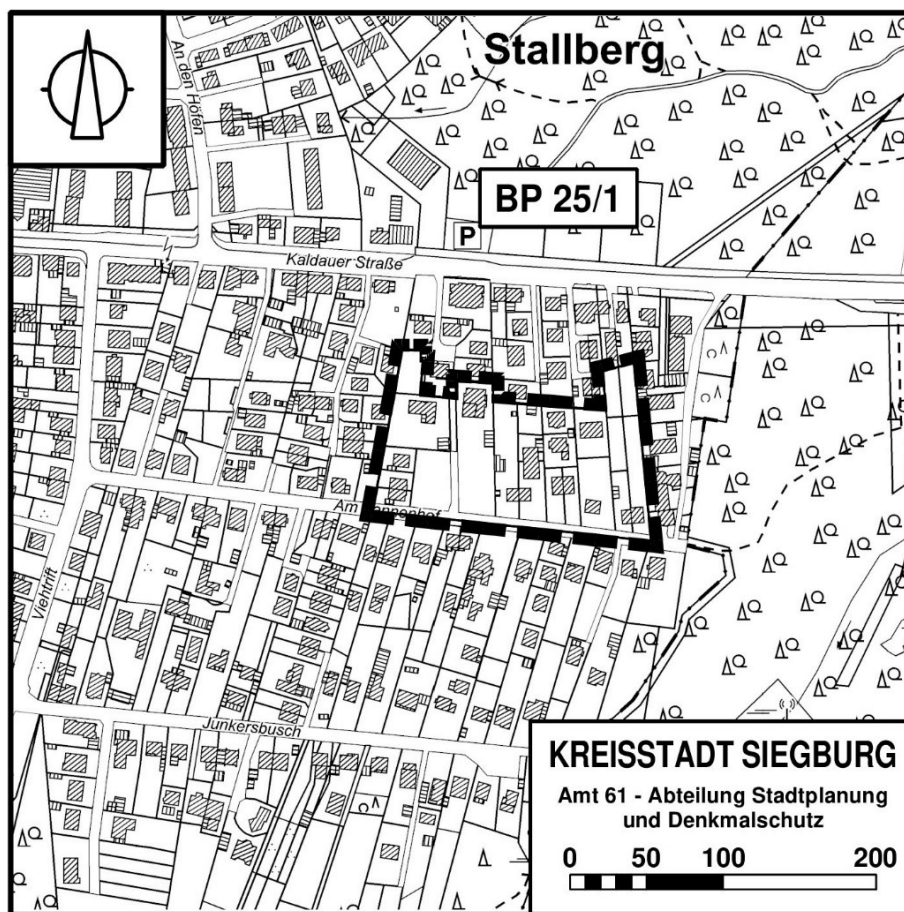 Stallberg
An den Höfen
BP 25/1
P
Kaldauer Straße
Am Tannenhof
Viehtrift
Junkersbusch
KREISSTADT SIEGBURG
Amt 61 - Abteilung Stadtplanung
und Denkmalschutz
0 50 100 200